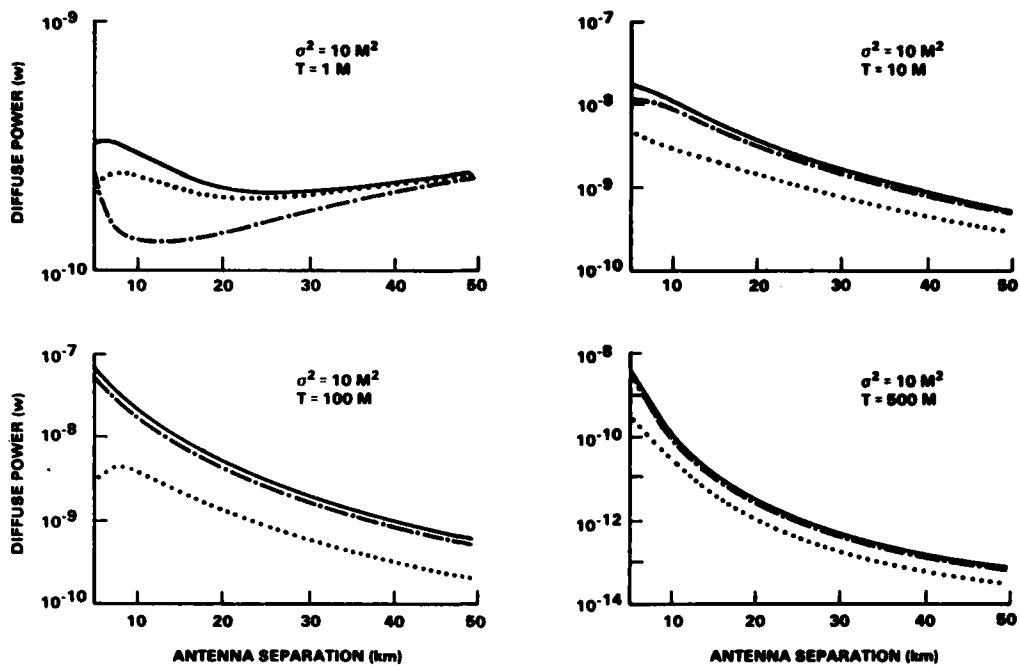 10-9
σ2 = 10 M2
T = 1 M
DIFFUSE POWER (w)
10-10
10 20 30 40 50
10-7
σ2 = 10 M2
T = 10 M
10-8
10-9
10-10
10 20 30 40 50
10-7
σ2 = 10 M2
T = 100 M
10-8
DIFFUSE POWER (w)
10-9
10-10
10 20 30 40 50
ANTENNA SEPARATION (km)
10-8
σ2 = 10 M2
T = 500 M
10-10
10-12
10-14
10 20 30 40 50
ANTENNA SEPARATION (km)